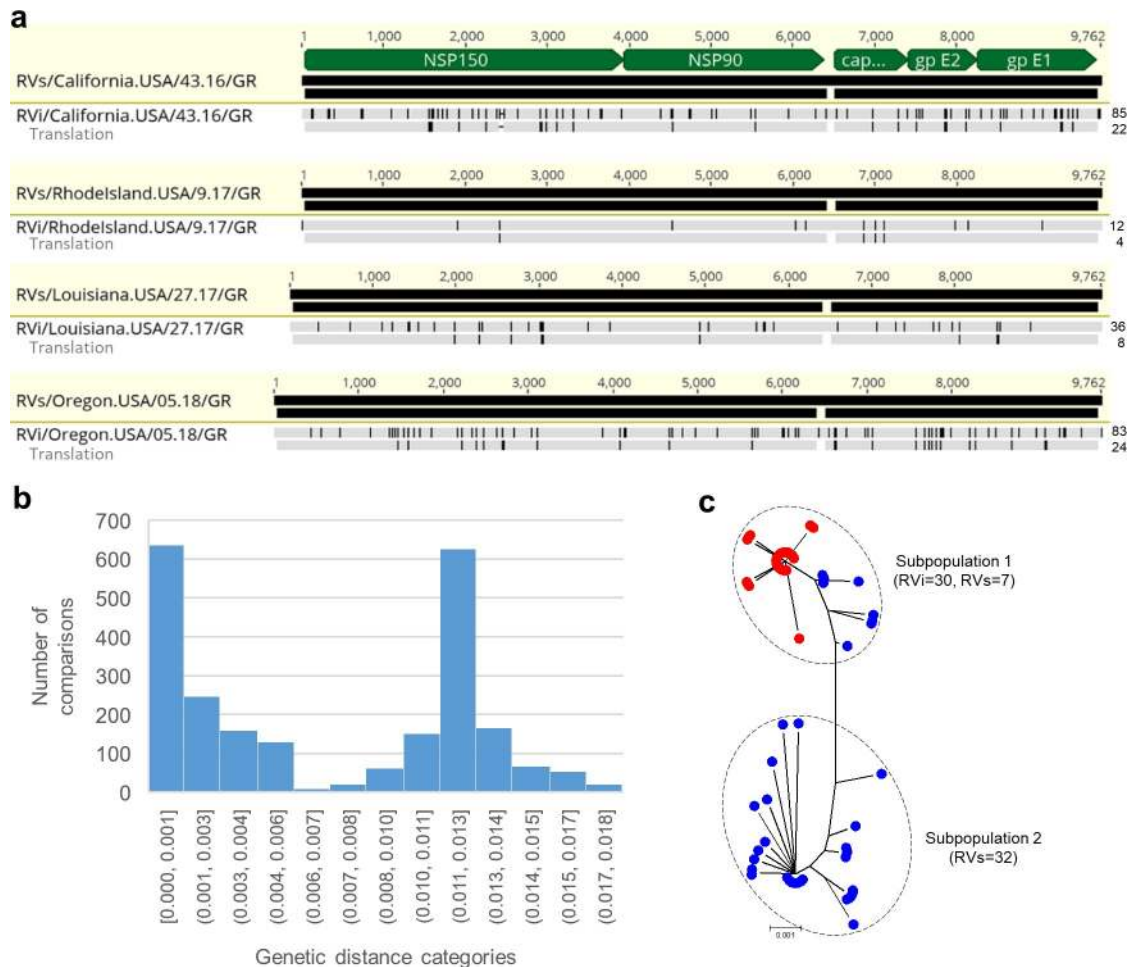 a
1 1,000 2,000 3,000 4,000 5,000 6,000 7,000 8,000 9,762
NSP150 NSP90 cap... gp E2 gp E1
RVs/California.USA/43.16/GR
RVi/California.USA/43.16/GR 85
Translation 22
1 1,000 2,000 3,000 4,000 5,000 6,000 7,000 8,000 9,762
RVs/RhodeIsland.USA/9.17/GR
RVi/RhodeIsland.USA/9.17/GR 12
Translation 4
1 1,000 2,000 3,000 4,000 5,000 6,000 7,000 8,000 9,762
RVs/Louisiana.USA/27.17/GR
RVi/Louisiana.USA/27.17/GR 36
Translation 8
1 1,000 2,000 3,000 4,000 5,000 6,000 7,000 8,000 9,762
RVs/Oregon.USA/05.18/GR
RVi/Oregon.USA/05.18/GR 83
Translation 24
b
Number of
comparisons
700
600
500
400
300
200
100
0
[0.000, 0.001]
(0.001, 0.003]
(0.003, 0.004]
(0.004, 0.006]
(0.006, 0.007]
(0.007, 0.008]
(0.008, 0.010]
(0.010, 0.011]
(0.011, 0.013]
(0.013, 0.014]
(0.014, 0.015]
(0.015, 0.017]
(0.017, 0.018]
Genetic distance categories
c
Subpopulation 1
(RVi=30, RVs=7)
Subpopulation 2
(RVs=32)
0.001